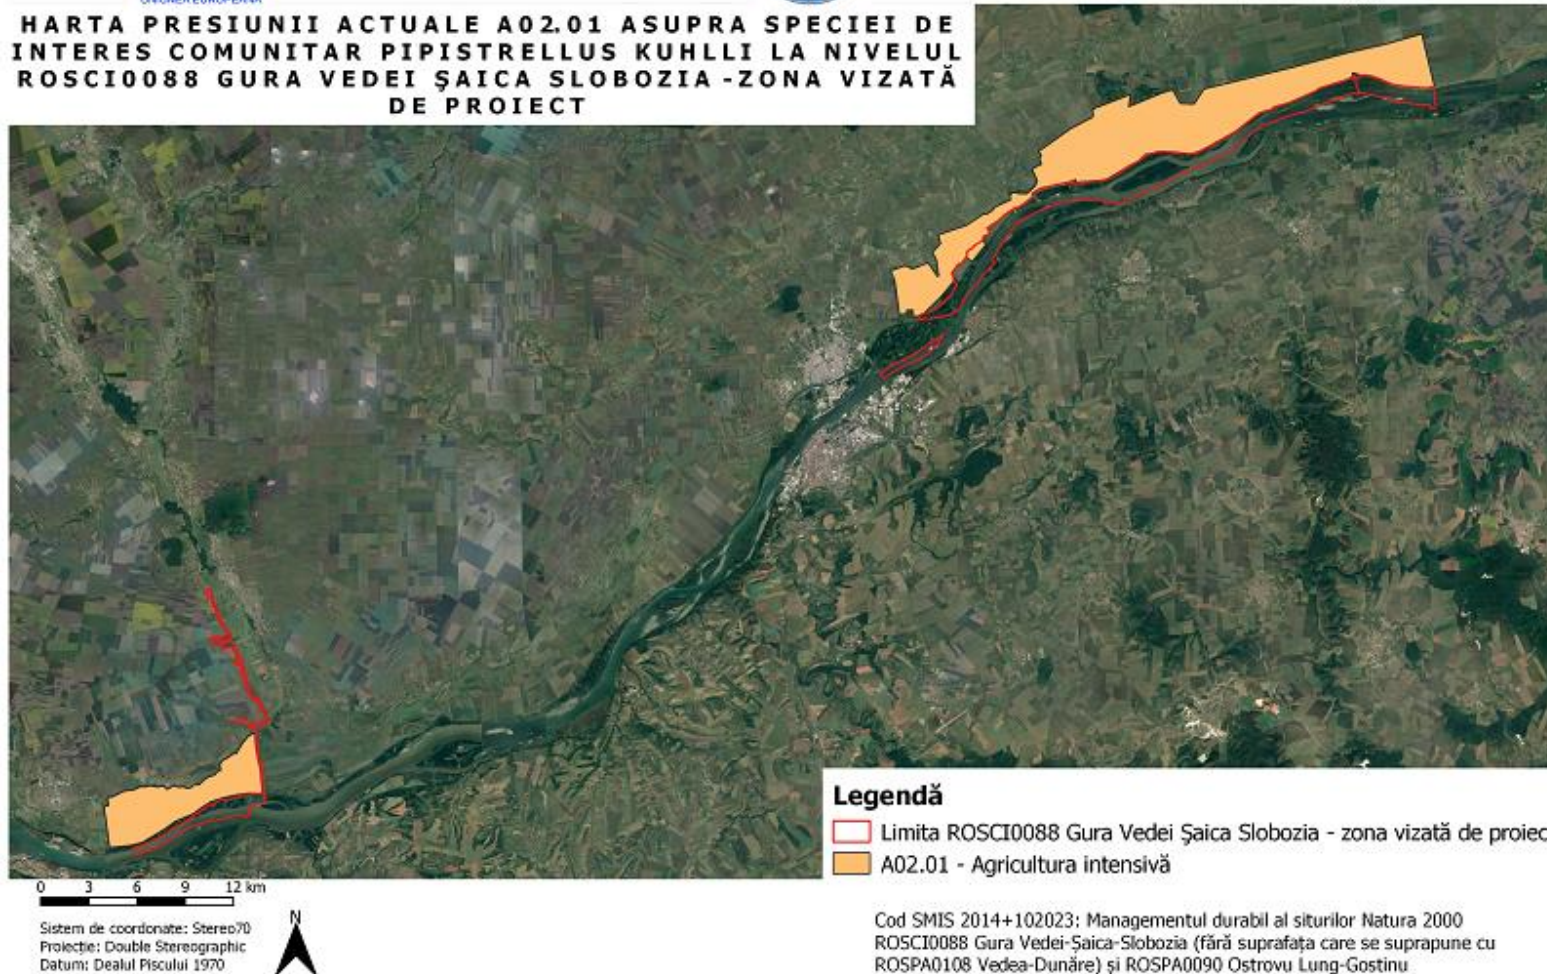 HARTA PRESIUNII ACTUALE A02.01 ASUPRA SPECIEI DE
INTERES COMUNITAR PIPISTRELLUS KUHLLI LA NIVELUL
ROSCI0088 GURA VEDEI ŞAICA SLOBOZIA -ZONA VIZATĂ
DE PROIECT
Legendă
Limita ROSCI0088 Gura Vedei Şaica Slobozia - zona vizată de proiec
A02.01 - Agricultura intensivă
0 3 6 9 12 km
Sistem de coordonate: Stereo70
Proiecție: Double Stereographic
Datum: Dealul Piscului 1970
N
Cod SMIS 2014+102023: Managementul durabil al siturilor Natura 2000
ROSCI0088 Gura Vedei-Şaica-Slobozia (fără suprafața care se suprapune cu
ROSPA0108 Vedea-Dunăre) și ROSPA0090 Ostrovu Lung-Gostinu